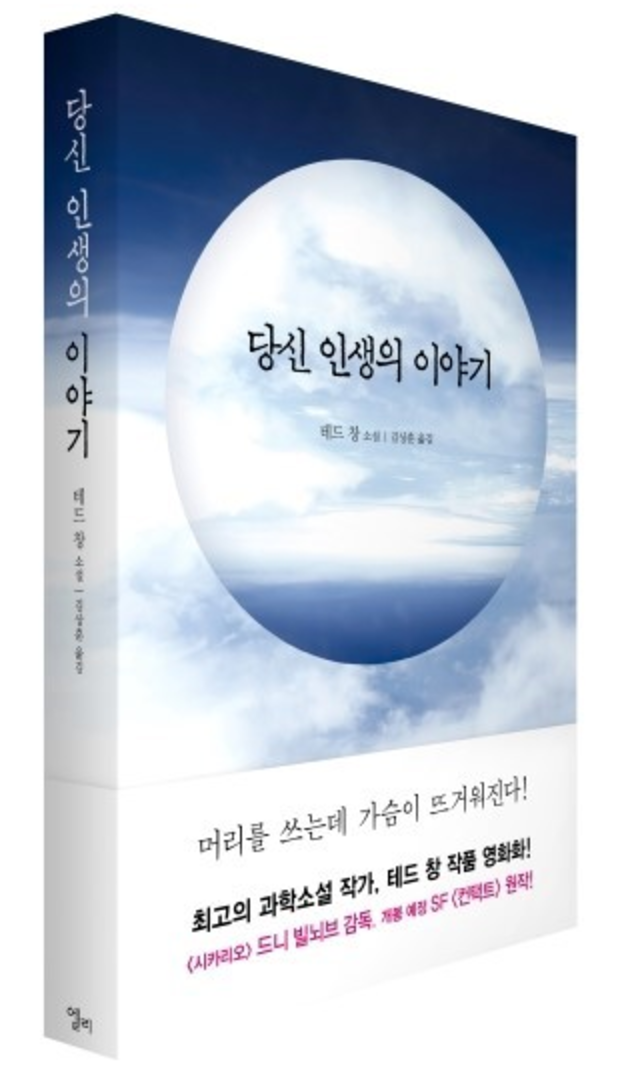 당신 인생의 이야기
테드 창 소설 | 김상훈 옮김
엘리
당신 인생의 이야기
테드 창 소설 | 김상훈 옮김
머리를 쓰는데 가슴이 뜨거워진다!
최고의 과학소설 작가, 테드 창 작품 영화화!
〈시카리오〉 드니 빌뇌브 감독, 개봉 예정 SF 〈컨택트〉 원작!